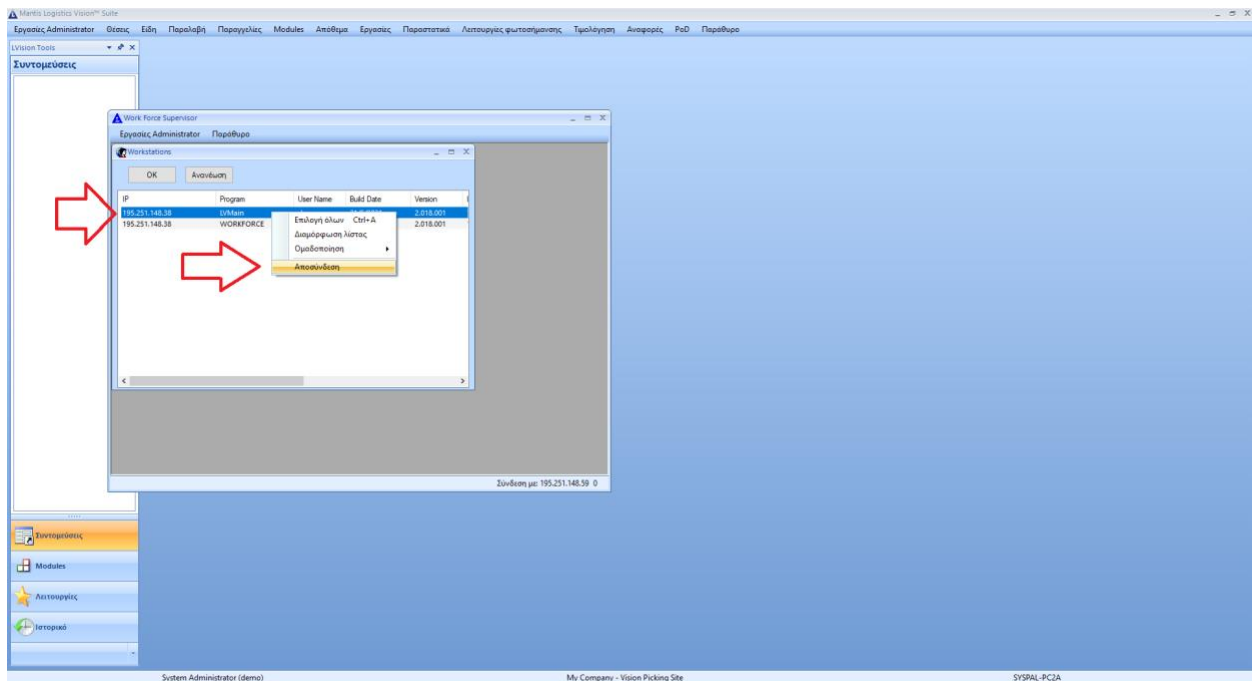 Mantis Logistics Vision™ Suite
Εργασίες Administrator Θέσεις Είδη Παραλαβή Παραγγελίες Modules Απόθεμα Εργασίες Παραστατικά Λειτουργίες φωτοσήμανσης Τιμολόγηση Αναφορές PoD Παράθυρο
LVision Tools
Συντομεύσεις
Work Force Supervisor
Εργασίες Administrator Παράθυρο
Workstations
OK Ανανέωση
IP Program User Name Build Date Version
195.251.148.38 LVMain 2.018.001
195.251.148.38 WORKFORCE 2.018.001
Επιλογή όλων Ctrl+A
Διαμόρφωση λίστας
Ομαδοποίηση
Αποσύνδεση
Σύνδεση με: 195.251.148.59 0
Συντομεύσεις
Modules
Λειτουργίες
Ιστορικό
System Administrator (demo) My Company - Vision Picking Site SYSPAL-PC2A